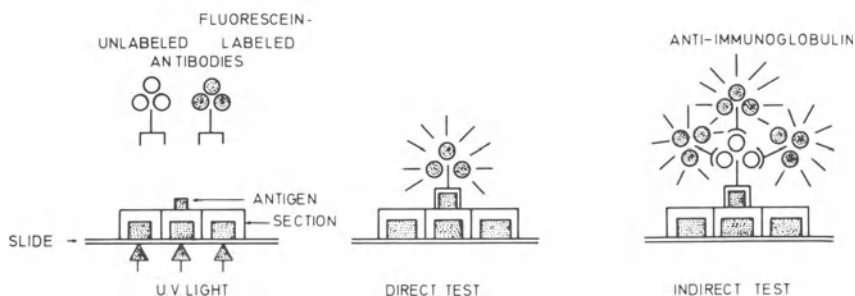 FLUORESCEIN-
UNLABELED LABELED
ANTIBODIES
ANTIGEN
SECTION
SLIDE
U.V. LIGHT
DIRECT TEST
ANTI-IMMUNOGLOBULIN
INDIRECT TEST